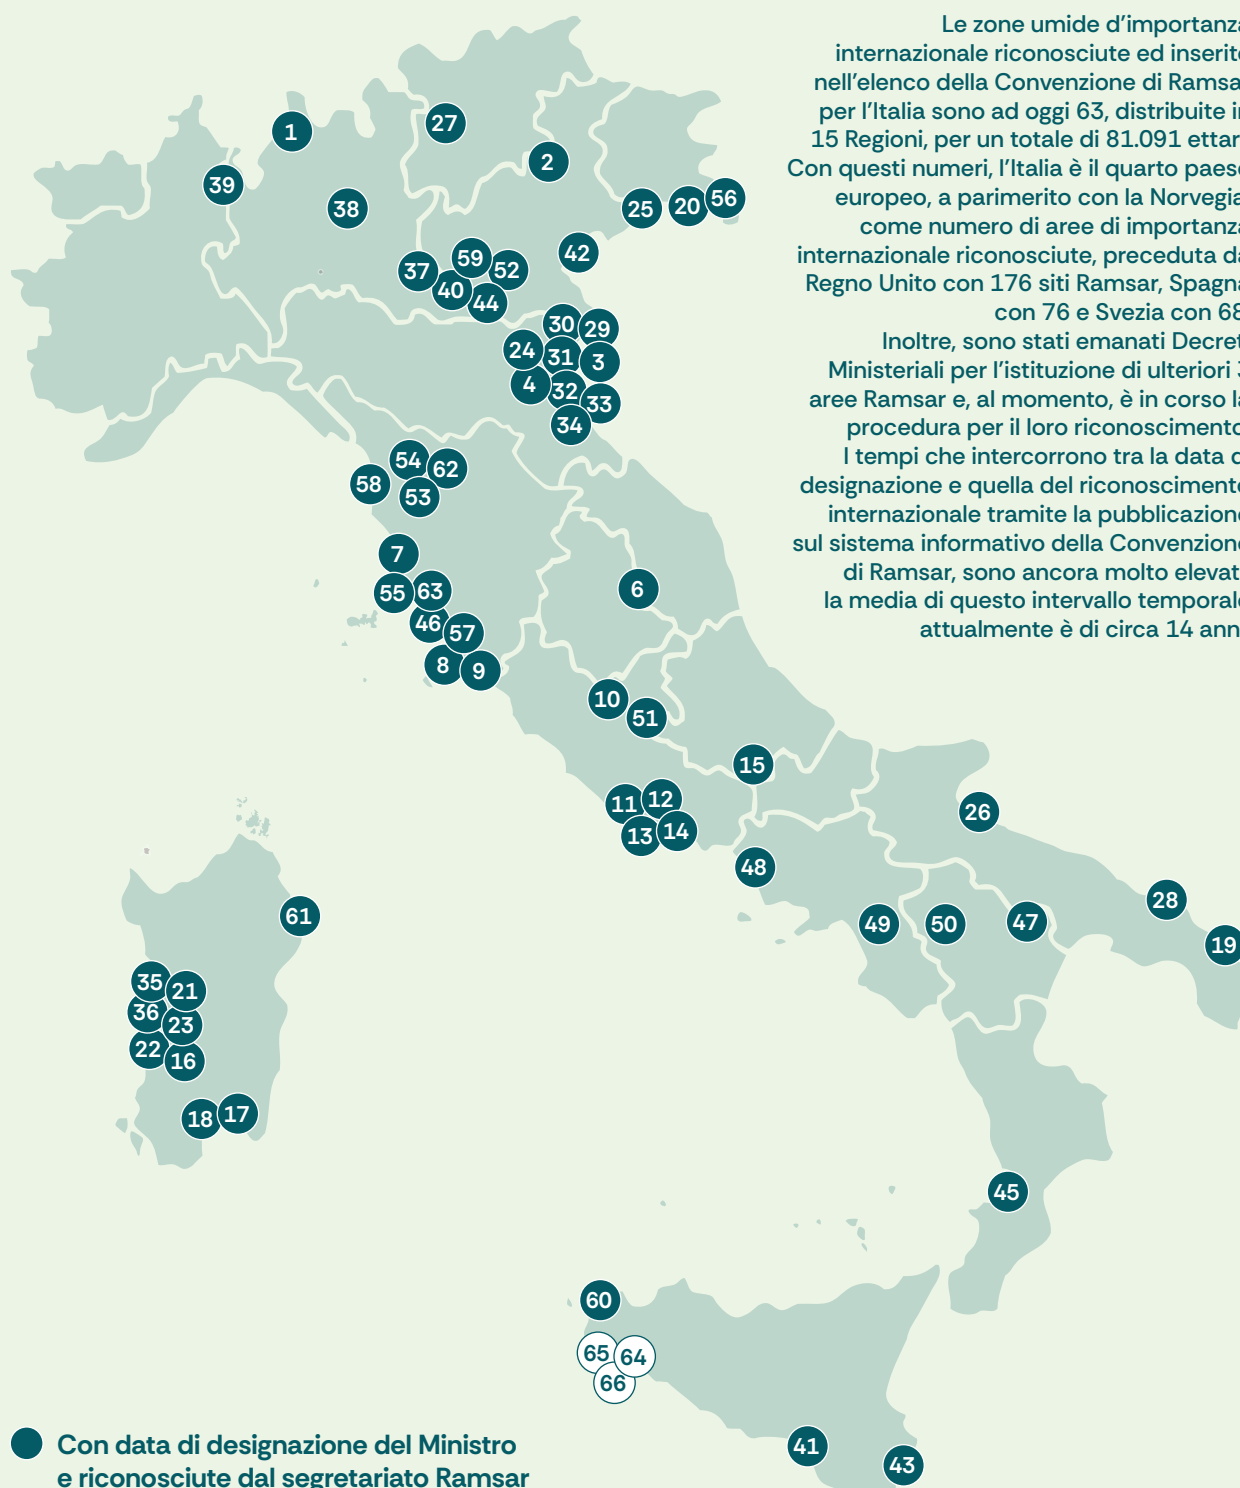 Le zone umide d'importanza
internazionale riconosciute ed inserite
nell'elenco della Convenzione di Ramsa
per l'Italia sono ad oggi 63, distribuite i
15 Regioni, per un totale di 81.091 ettar
Con questi numeri, l'Italia è il quarto paese
europeo, a parimerito con la Norvegia
come numero di aree di importanza
internazionale riconosciute, preceduta da
Regno Unito con 176 siti Ramsar, Spagna
con 76 e Svezia con 68
Inoltre, sono stati emanati Decret
Ministeriali per l'istituzione di ulteriori 3
aree Ramsar e, al momento, è in corso la
procedura per il loro riconoscimento
I tempi che intercorrono tra la data d
designazione e quella del riconoscimento
internazionale tramite la pubblicazione
sul sistema informativo della Convenzione
di Ramsar, sono ancora molto elevat
la media di questo intervallo temporale
attualmente è di circa 14 ann
1
27
2
39
38
25
20
56
42
59
37
52
40
44
30
29
24
31
3
4
32
33
34
54
62
58
53
7
55
63
6
46
57
8
9
10
51
15
11
12
13
14
26
48
49
50
47
28
19
61
35
21
36
23
22
16
18
17
45
60
65
64
66
41
43
Con data di designazione del Ministro
e riconosciute dal segretariato Ramsar